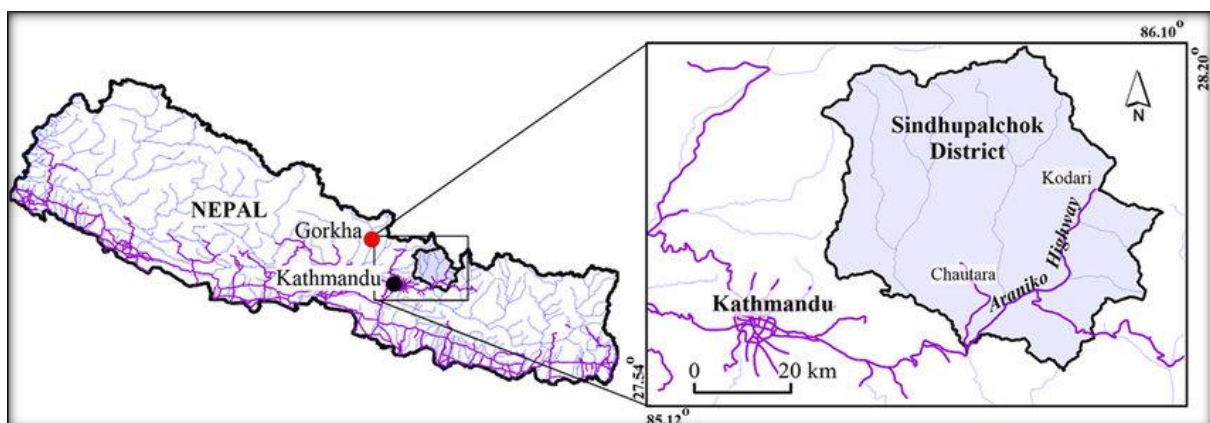 NEPAL
Gorkha
Kathmandu
86.10°
28.20°
Sindhupalchok
District
N
Kodari
Araniko Highway
Chautara
Kathmandu
0 20 km
27.54°
85.12°